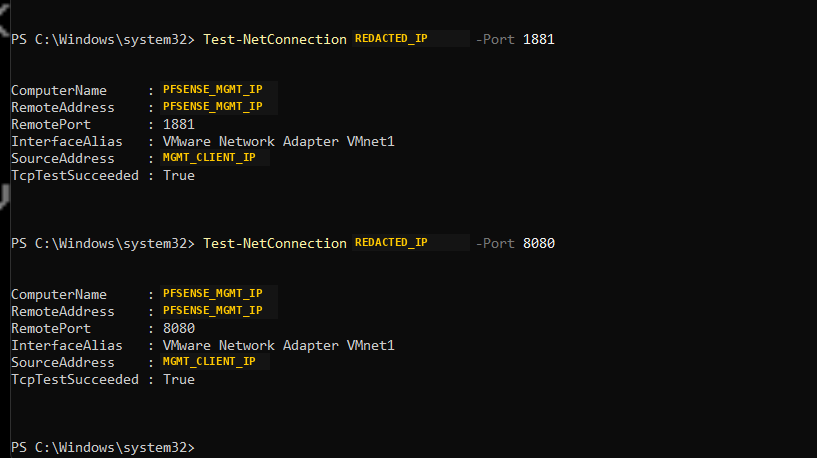 PS C:\Windows\system32> Test-NetConnection REDACTED_IP -Port 1881
ComputerName : PFSENSE_MGMT_IP
RemoteAddress : PFSENSE_MGMT_IP
RemotePort : 1881
InterfaceAlias : VMware Network Adapter VMnet1
SourceAddress : MGMT_CLIENT_IP
TcpTestSucceeded : True
PS C:\Windows\system32> Test-NetConnection REDACTED_IP -Port 8080
ComputerName : PFSENSE_MGMT_IP
RemoteAddress : PFSENSE_MGMT_IP
RemotePort : 8080
InterfaceAlias : VMware Network Adapter VMnet1
SourceAddress : MGMT_CLIENT_IP
TcpTestSucceeded : True
PS C:\Windows\system32>